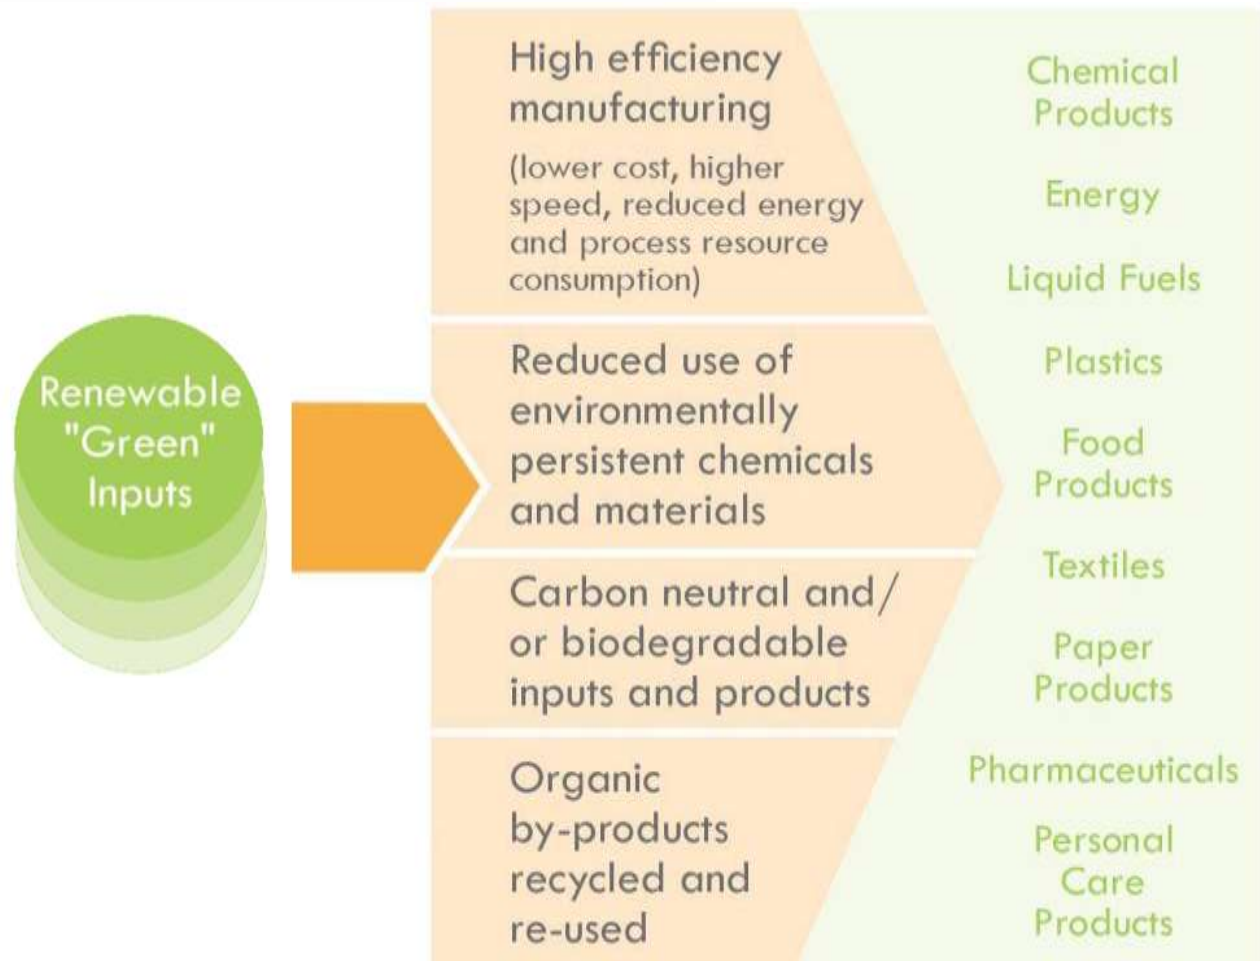 Renewable
"Green"
Inputs
High efficiency
manufacturing
(lower cost, higher
speed, reduced energy
and process resource
consumption)
Reduced use of
environmentally
persistent chemicals
and materials
Carbon neutral and/
or biodegradable
inputs and products
Organic
by-products
recycled and
re-used
Chemical
Products
Energy
Liquid Fuels
Plastics
Food
Products
Textiles
Paper
Products
Pharmaceuticals
Personal
Care
Products